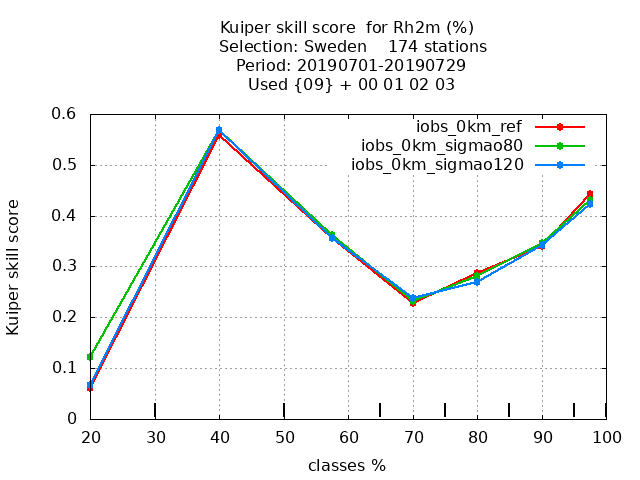 Kuiper skill score  for Rh2m (%)
Selection: Sweden    174 stations
Period: 20190701-20190729
Used {09} + 00 01 02 03
iobs_0km_ref
iobs_0km_sigmao80
iobs_0km_sigmao120
Kuiper skill score
0.6
0.5
0.4
0.3
0.2
0.1
0
20 30 40 50 60 70 80 90 100
classes %